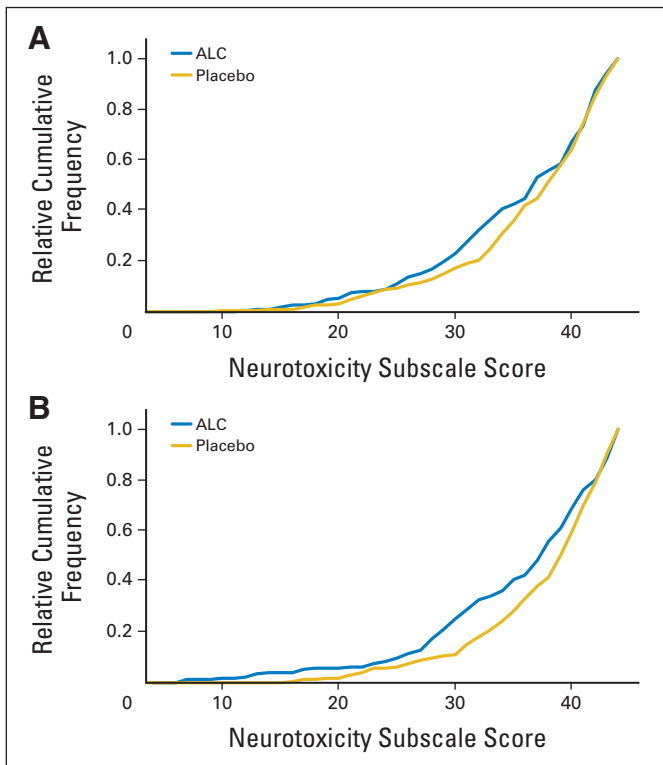 A
ALC
Placebo
Relative Cumulative
Frequency
1.0
0.8
0.6
0.4
0.2
0
10
20
30
40
Neurotoxicity Subscale Score
B
ALC
Placebo
Relative Cumulative
Frequency
1.0
0.8
0.6
0.4
0.2
0
10
20
30
40
Neurotoxicity Subscale Score